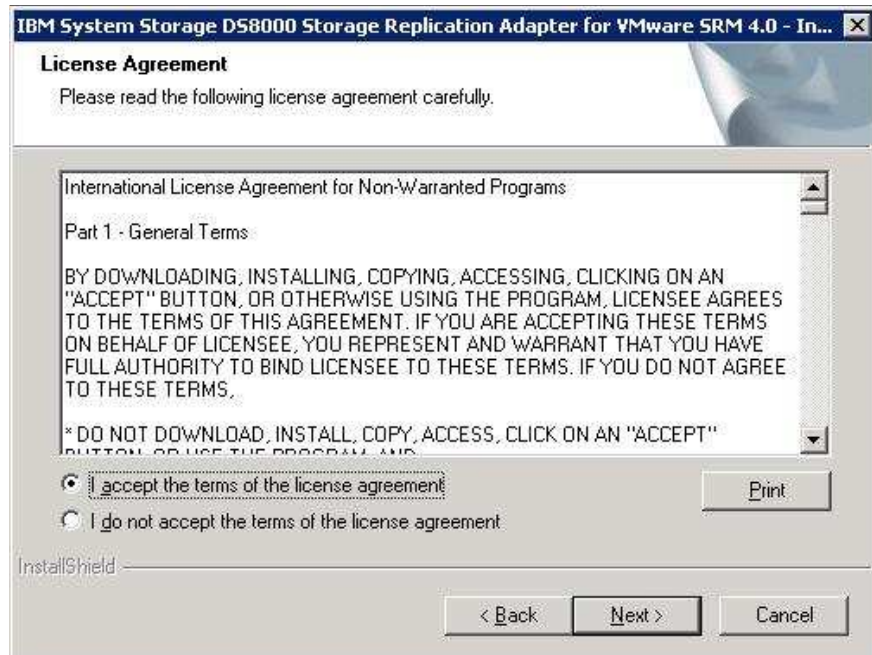 IBM System Storage DS8000 Storage Replication Adapter for VMware SRM 4.0 - In...
License Agreement
Please read the following license agreement carefully.
International License Agreement for Non-Warranted Programs
Part 1 - General Terms
BY DOWNLOADING, INSTALLING, COPYING, ACCESSING, CLICKING ON AN
"ACCEPT" BUTTON, OR OTHERWISE USING THE PROGRAM, LICENSEE AGREES
TO THE TERMS OF THIS AGREEMENT. IF YOU ARE ACCEPTING THESE TERMS
ON BEHALF OF LICENSEE, YOU REPRESENT AND WARRANT THAT YOU HAVE
FULL AUTHORITY TO BIND LICENSEE TO THESE TERMS. IF YOU DO NOT AGREE
TO THESE TERMS,
* DO NOT DOWNLOAD, INSTALL, COPY, ACCESS, CLICK ON AN "ACCEPT"
BUTTON, OR USE THE PROGRAM; AND
I accept the terms of the license agreement
Print
I do not accept the terms of the license agreement
InstallShield
< Back
Next >
Cancel